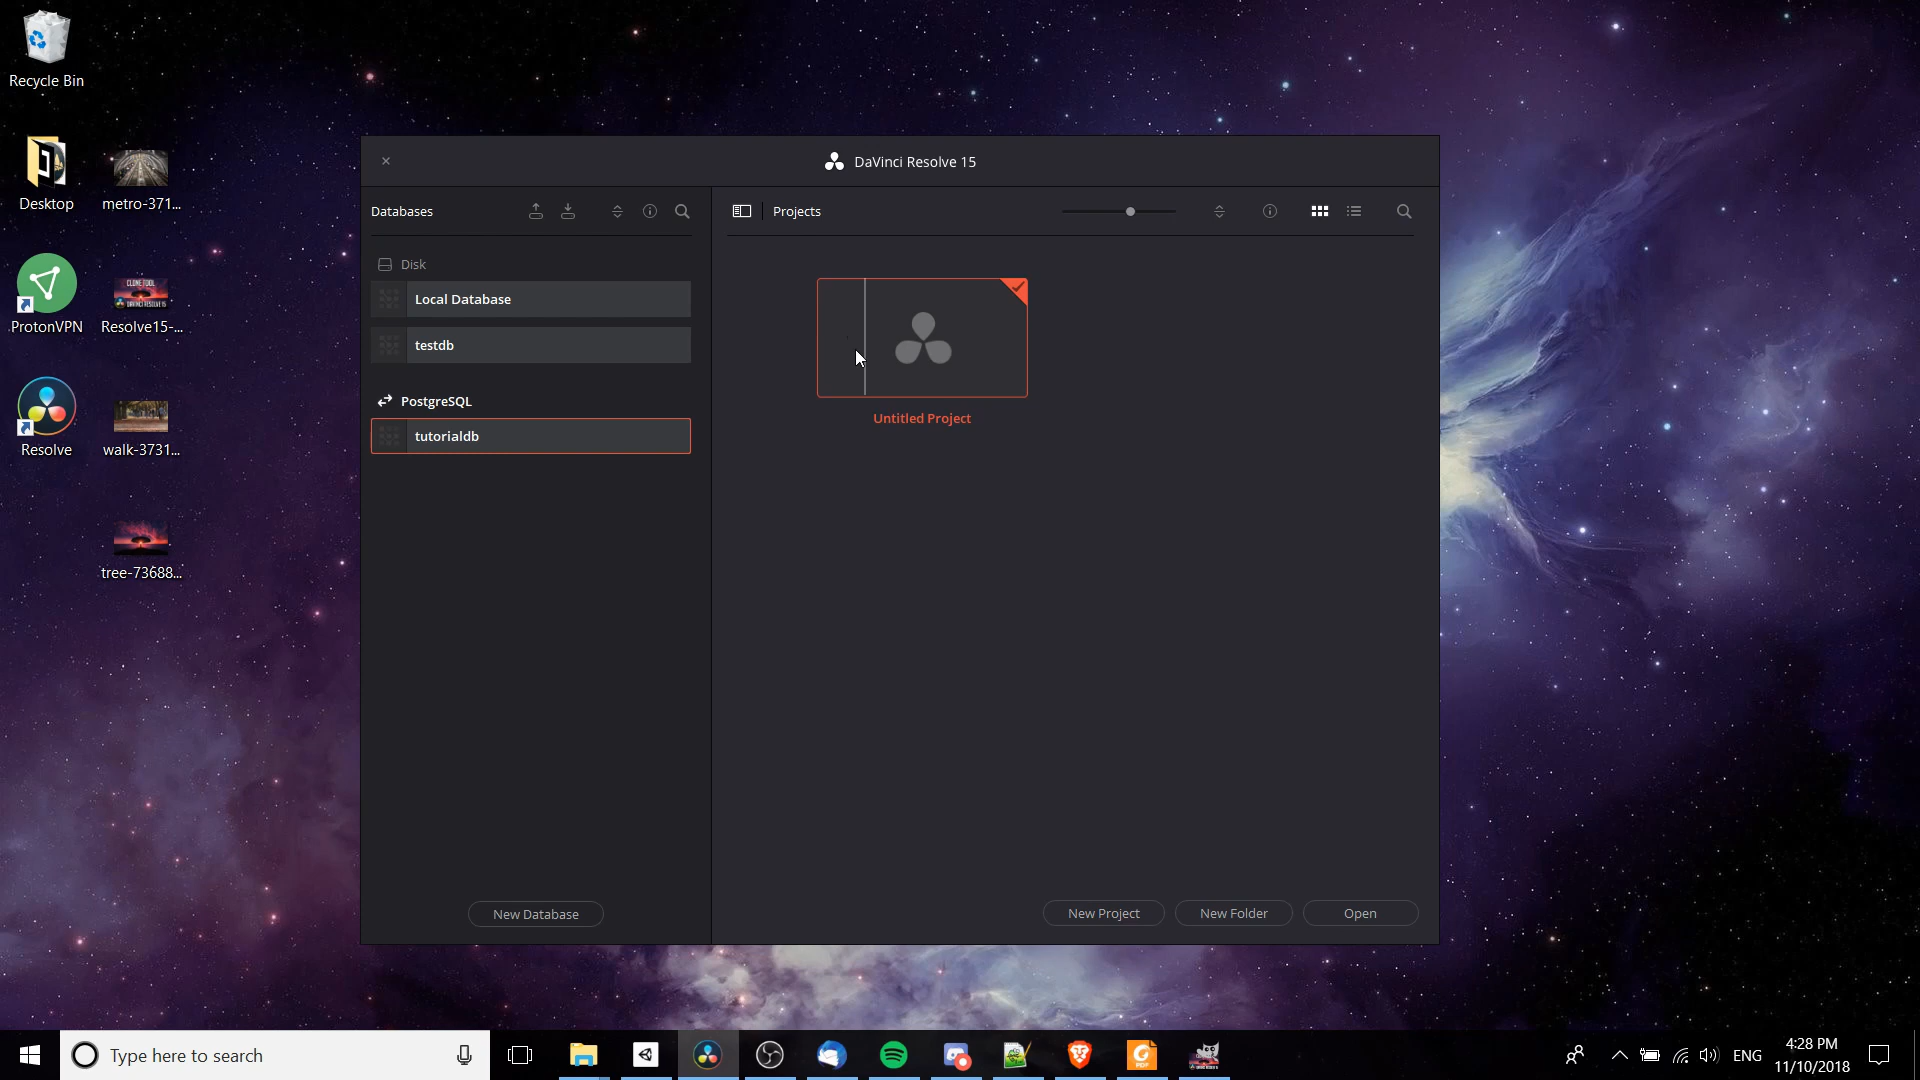 Recycle Bin
Desktop
metro-371...
ProtonVPN
Resolve15-...
Resolve
walk-3731...
tree-73688...
DaVinci Resolve 15
Databases
Projects
Disk
Local Database
testdb
PostgreSQL
tutorialdb
Untitled Project
New Database
New Project
New Folder
Open
Type here to search
ENG
4:28 PM
11/10/2018